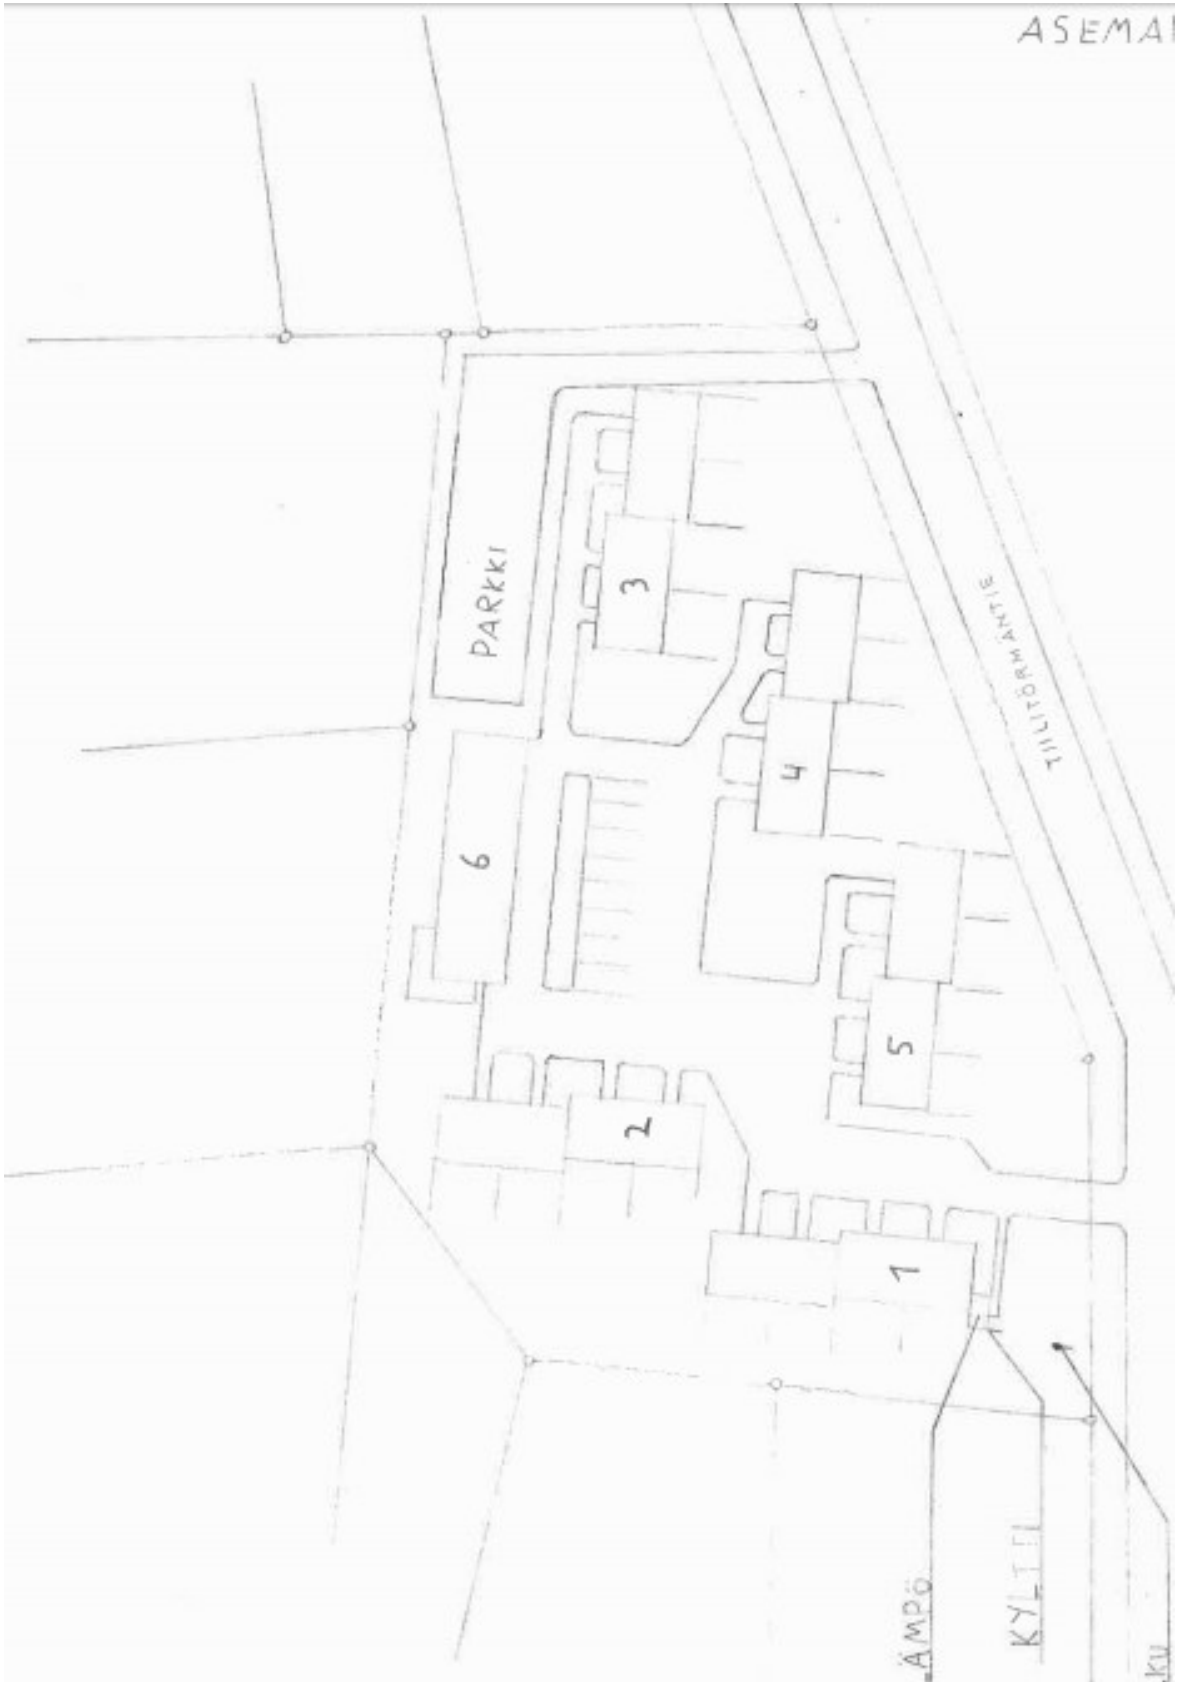 ASEMA
PARKKI
3
4
6
5
2
1
TIILITÖRMÄNTIE
ÄMPÖ
KYLTTI
KU